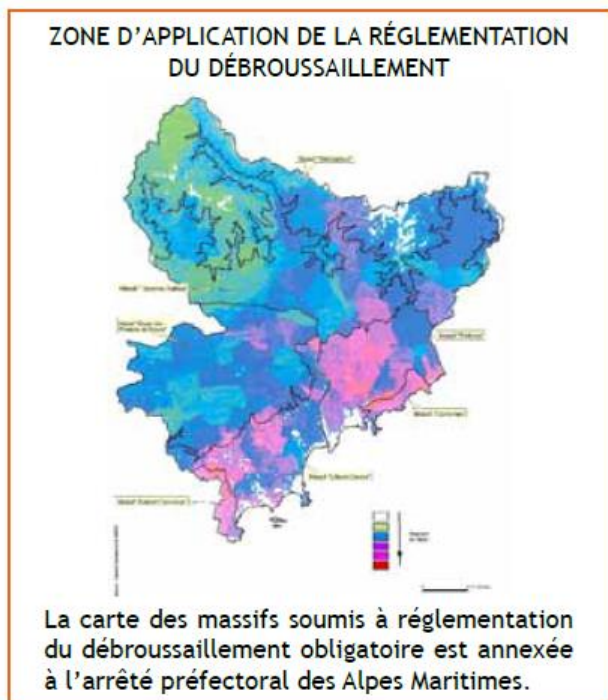 ZONE D'APPLICATION DE LA RÉGLEMENTATION
DU DÉBROUSSAILLEMENT
La carte des massifs soumis à réglementation
du débroussaillement obligatoire est annexée
à l'arrêté préfectoral des Alpes Maritimes.